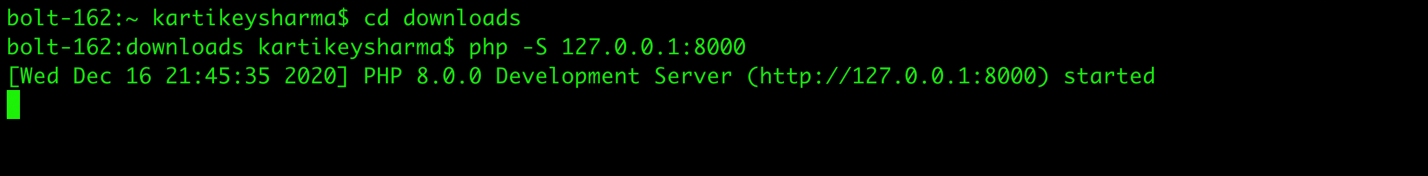 bolt-162:~ kartikeysharma$ cd downloads
bolt-162:downloads kartikeysharma$ php -S 127.0.0.1:8000
[Wed Dec 16 21:45:35 2020] PHP 8.0.0 Development Server (http://127.0.0.1:8000) started